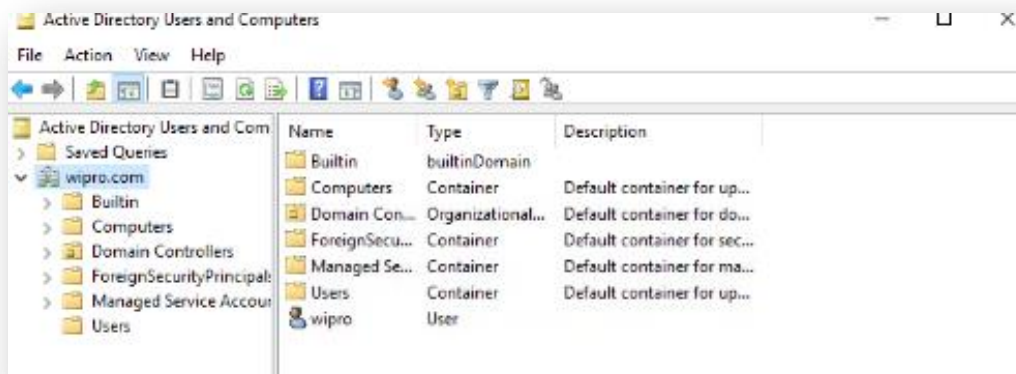 Active Directory Users and Computers
File Action View Help
Active Directory Users and Com
Saved Queries
wipro.com
Builtin
Computers
Domain Controllers
ForeignSecurityPrincipals
Managed Service Accour
Users
Name Type Description
Builtin builtinDomain
Computers Container Default container for up...
Domain Con... Organizational... Default container for do...
ForeignSecu... Container Default container for sec...
Managed Se... Container Default container for ma...
Users Container Default container for up...
wipro User